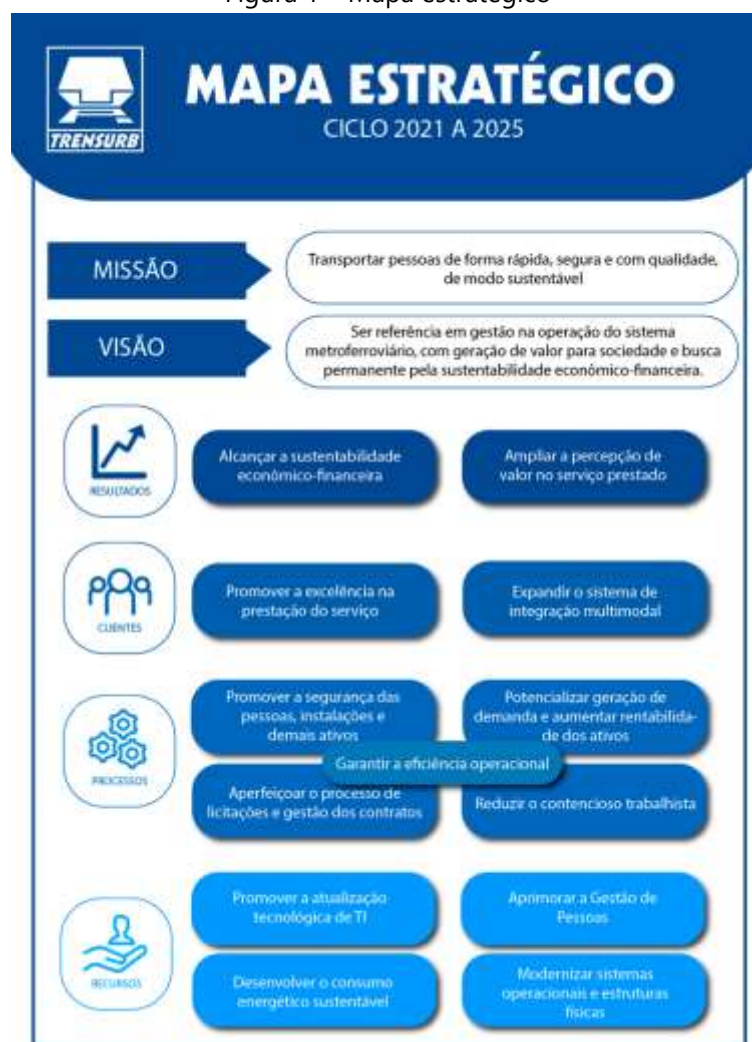 Mapa estratégico
TRENSURB
MAPA ESTRATÉGICO
CICLO 2021 A 2025
MISSÃO
Transportar pessoas de forma rápida, segura e com qualidade,
de modo sustentável
VISÃO
Ser referência em gestão na operação do sistema
metroferroviário, com geração de valor para sociedade e busca
permanente pela sustentabilidade econômico-financeira.
RESULTADOS
Alcançar a sustentabilidade
econômico-financeira
Ampliar a percepção de
valor no serviço prestado
CLIENTES
Promover a excelência na
prestação do serviço
Expandir o sistema de
integração multimodal
PROCESSOS
Promover a segurança das
pessoas, instalações e
demais ativos
Potencializar geração de
demanda e aumentar rentabilida-
de dos ativos
Garantir a eficiência operacional
Aperfeiçoar o processo de
licitações e gestão dos contratos
Reduzir o contencioso trabalhista
RECURSOS
Promover a atualização
tecnológica de TI
Aprimorar a Gestão de
Pessoas
Desenvolver o consumo
energético sustentável
Modernizar sistemas
operacionais e estruturas
físicas